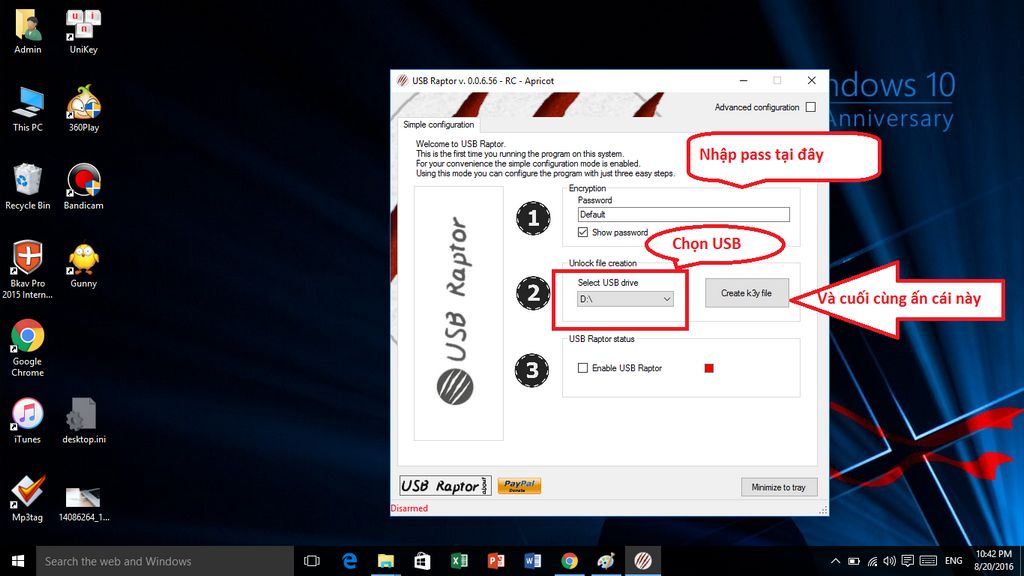 Admin
UniKey
This PC
360Play
Recycle Bin
Bandicam
Bkav Pro
2015 Intern...
Gunny
Google
Chrome
iTunes
desktop.ini
Mp3tag
14086264_1...
ndows 10
Anniversary
USB Raptor v. 0.0.6.56 - RC - Apricot
Advanced configuration
Simple configuration
Welcome to USB Raptor.
This is the first time you running the program on this system.
For your convenience the simple configuration mode is enabled.
Using this mode you can configure the program with just three easy steps.
Nhập pass tại đây
USB Raptor
1
Encryption
Password
Default
Show password
Chọn USB
2
Unlock file creation
Select USB drive
D:\
Create k3y file
Và cuối cùng ấn cái này
3
USB Raptor status
Enable USB Raptor
USB Raptor about
PayPal
Donate
Minimize to tray
Disarmed
Search the web and Windows
ENG
10:42 PM
8/20/2016